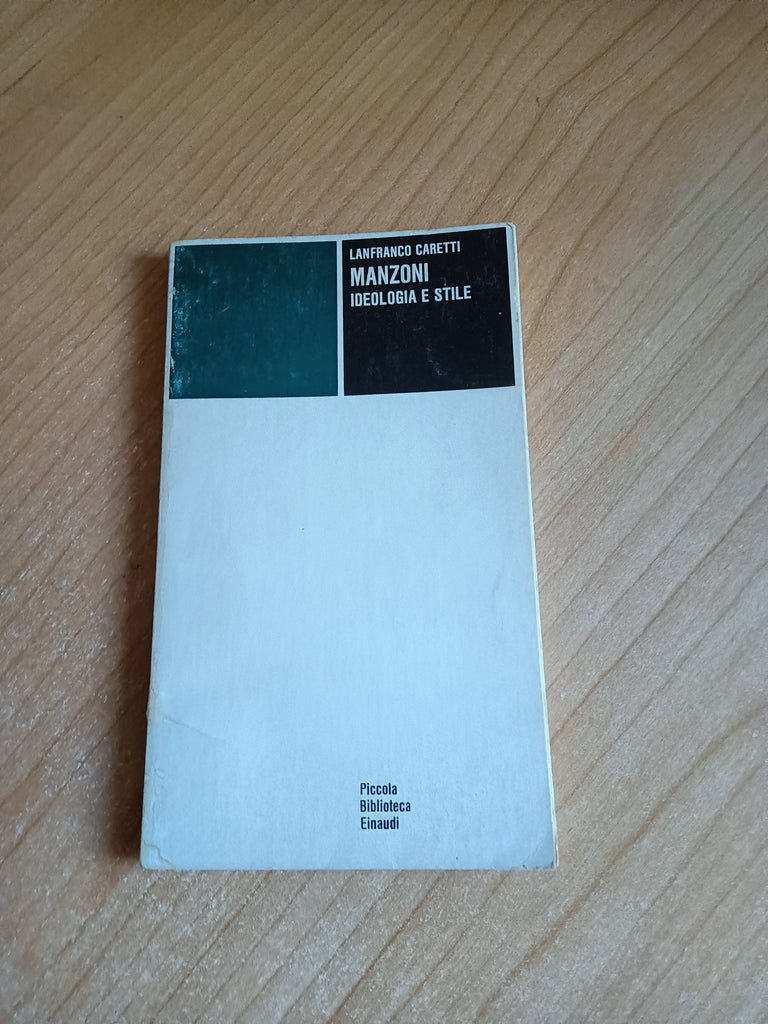 LANFRANCO CARETTI
MANZONI
IDEOLOGIA E STILE
Piccola
Biblioteca
Einaudi